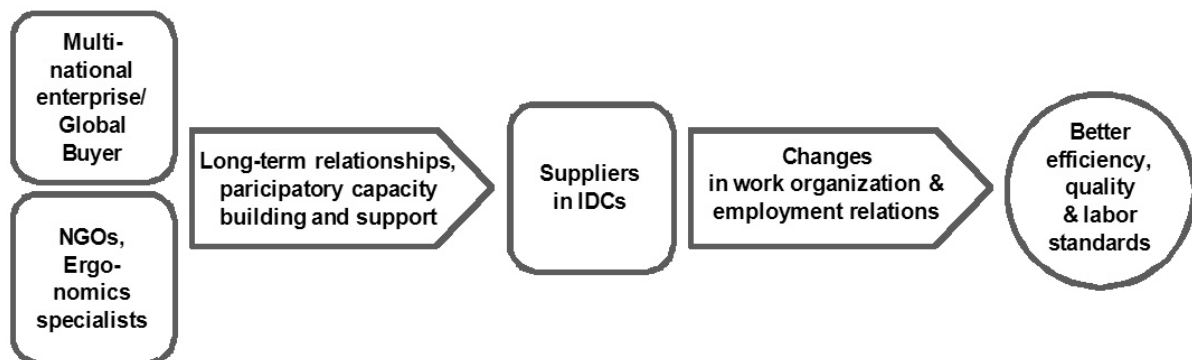 Multi-
national
enterprise/
Global
Buyer
NGOs,
Ergo-
nomics
specialists
Long-term relationships,
paricipatory capacity
building and support
Suppliers
in IDCs
Changes
in work organization &
employment relations
Better
efficiency,
quality
& labor
standards